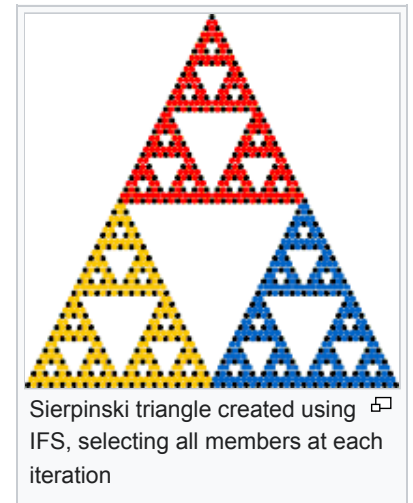 Sierpinski triangle created using
IFS, selecting all members at each
iteration